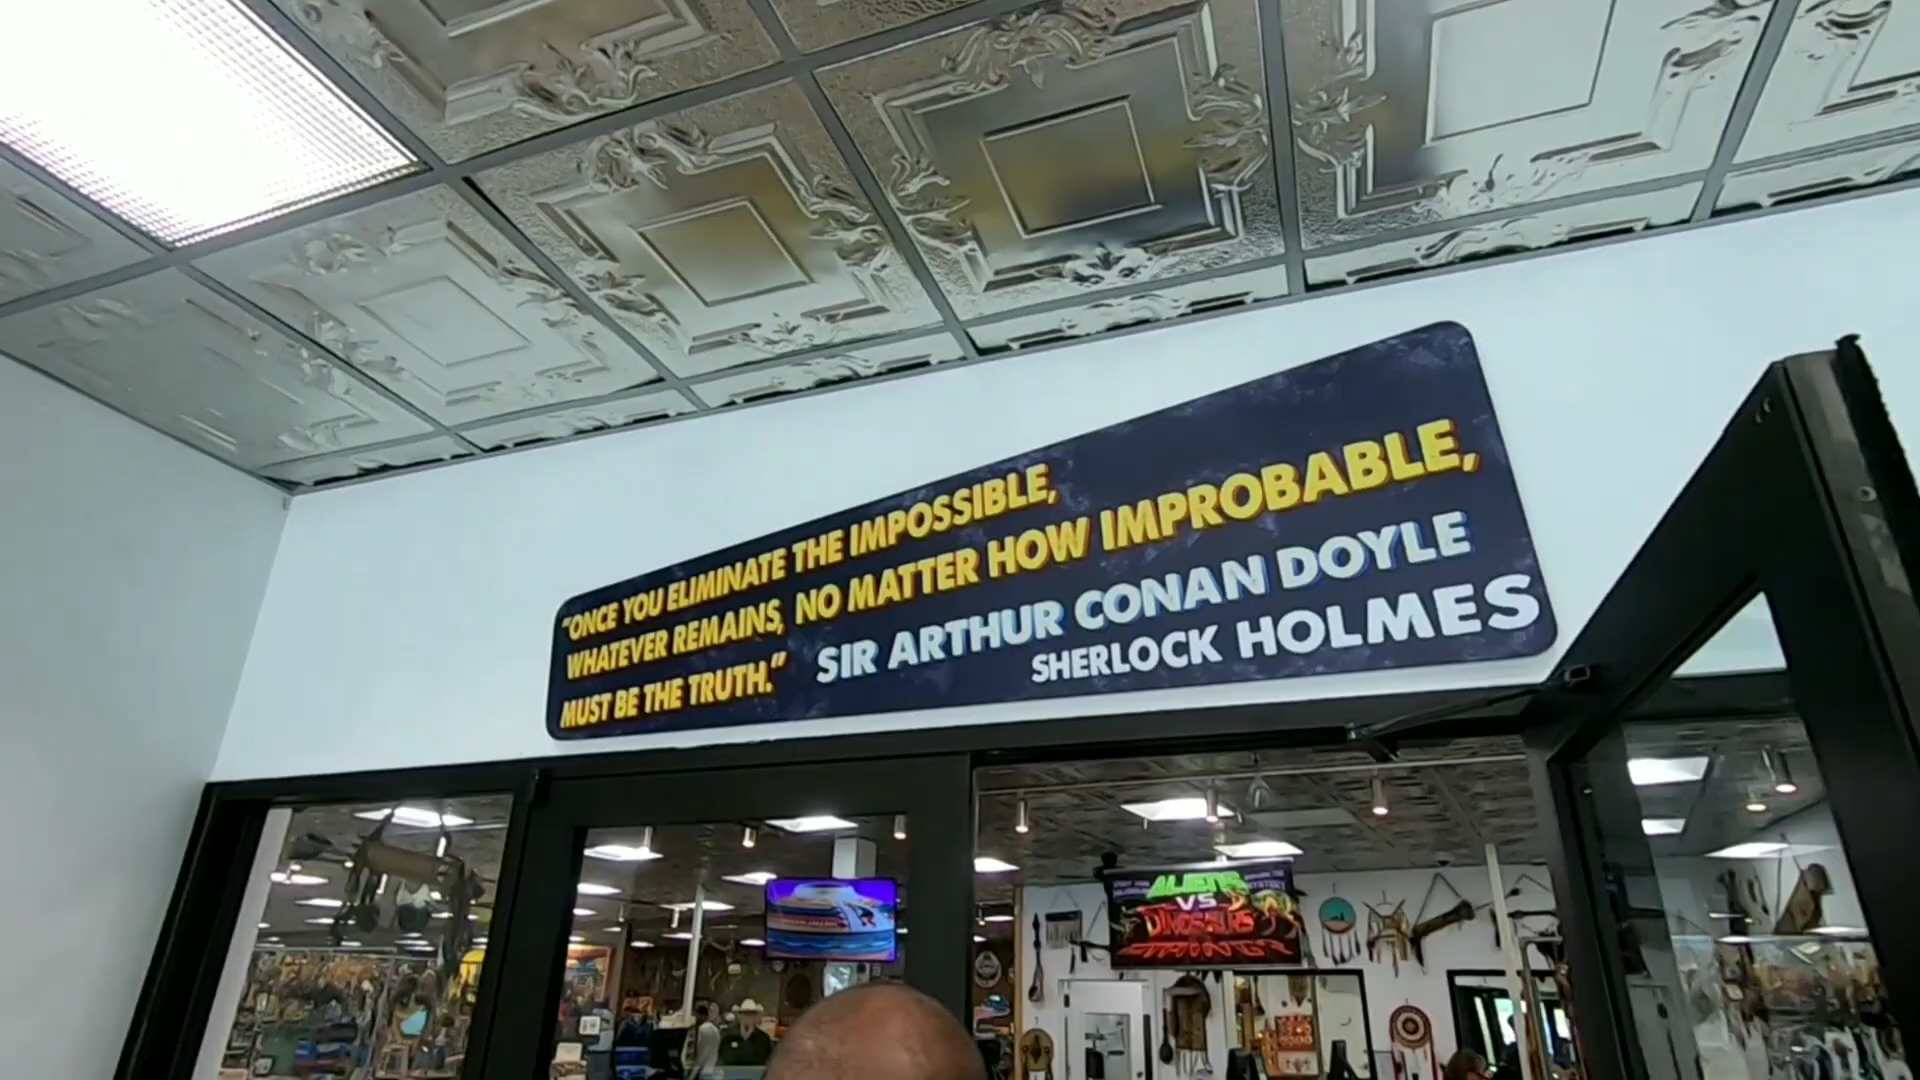 "ONCE YOU ELIMINATE THE IMPOSSIBLE,
WHATEVER REMAINS, NO MATTER HOW IMPROBABLE,
MUST BE THE TRUTH."
SIR ARTHUR CONAN DOYLE
SHERLOCK HOLMES
ALIENS
VS
DINOSAURS